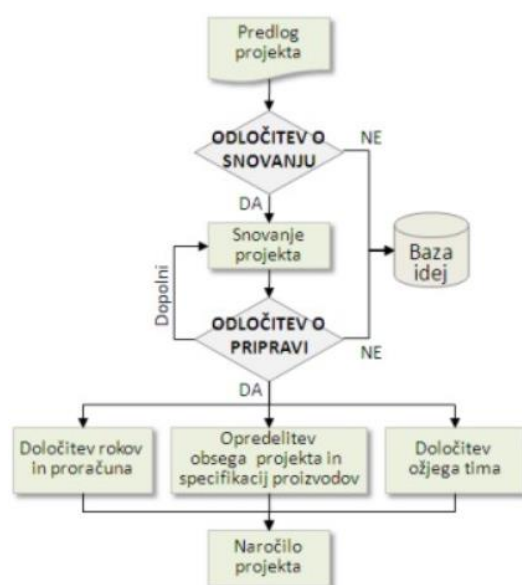 Predlog
projekta
ODLOČITEV O
SNOVANJU
NE
DA
Snovanje
projekta
Baza
idej
Dopolni
ODLOČITEV O
PRIPRAVI
NE
DA
Določitev rokov
in proračuna
Opredelitev
obsega projekta in
specifikacij proizvodov
Določitev
ožjega tima
Naročilo
projekta